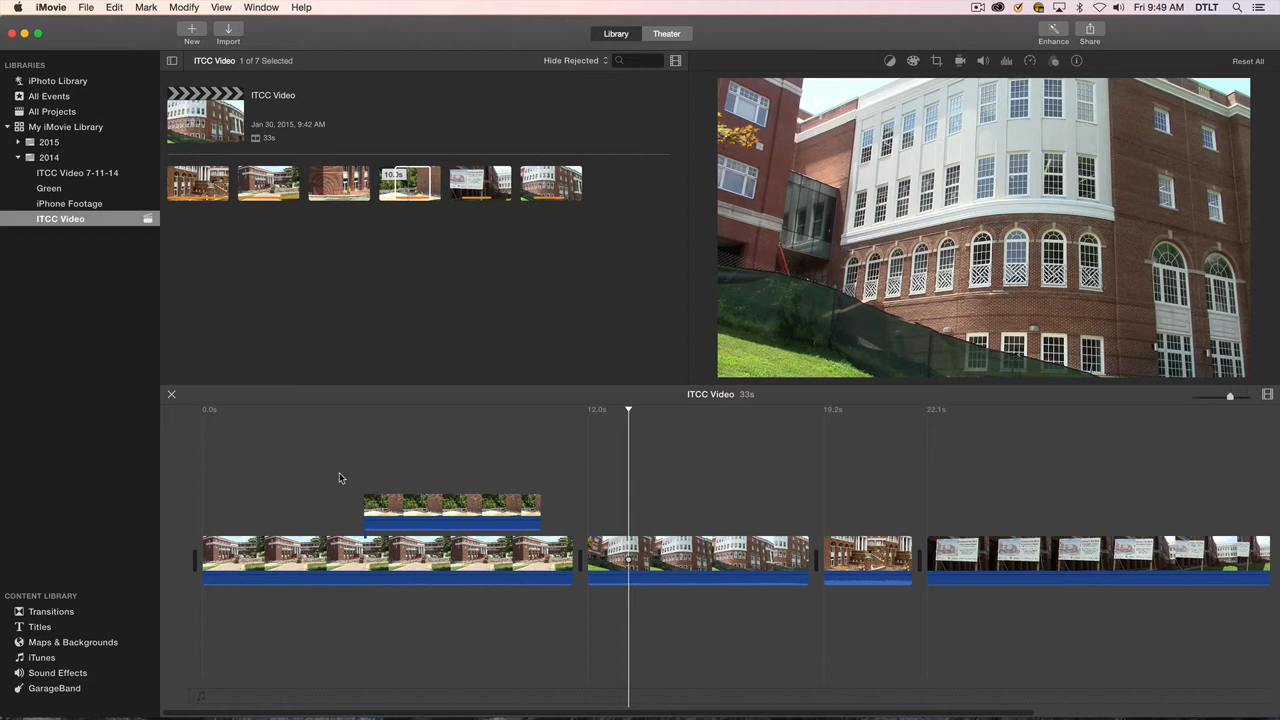 iMovie File Edit Mark Modify View Window Help Fri 9:49 AM DTLT
New Import Library Theater Enhance Share
LIBRARIES
iPhoto Library
All Events
All Projects
My iMovie Library
2015
2014
ITCC Video 7-11-14
Green
iPhone Footage
ITCC Video
CONTENT LIBRARY
Transitions
Titles
Maps & Backgrounds
iTunes
Sound Effects
GarageBand
ITCC Video 1 of 7 Selected Hide Rejected
ITCC Video
Jan 30, 2015, 9:42 AM
33s
Reset All
ITCC Video 33s
0.0s 12.0s 19.2s 22.1s